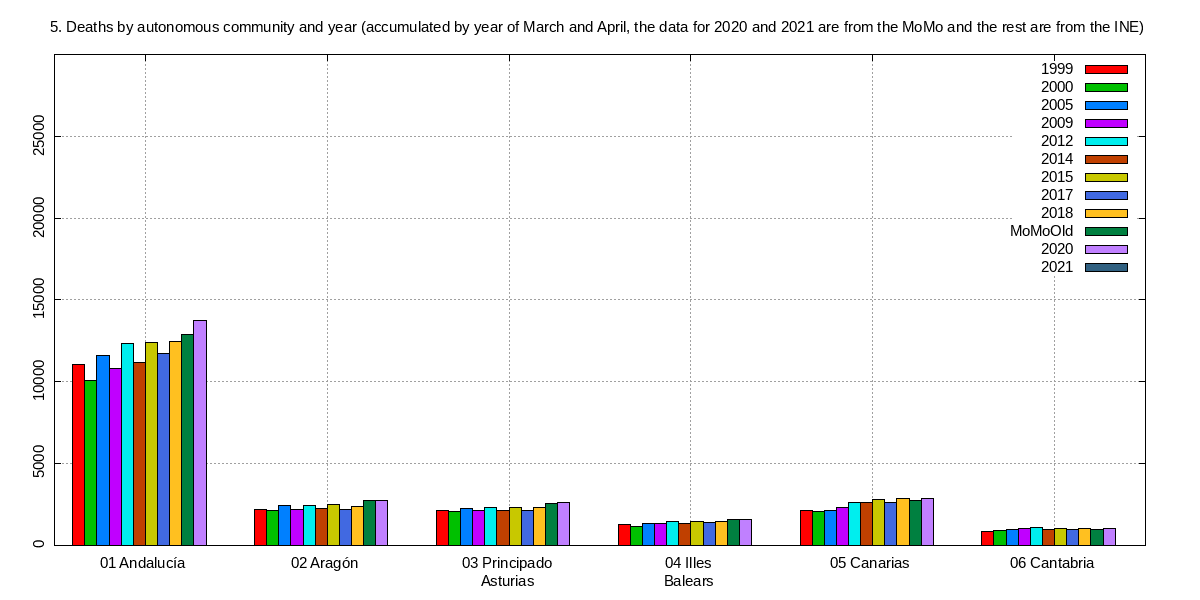 5. Deaths by autonomous community and year (accumulated by year of March and April, the data for 2020 and 2021 are from the MoMo and the rest are from the INE)
1999
2000
2005
2009
2012
2014
2015
2017
2018
MoMoOld
2020
2021
25000
20000
15000
10000
5000
0
01 Andalucía
02 Aragón
03 Principado
Asturias
04 Illes
Balears
05 Canarias
06 Cantabria